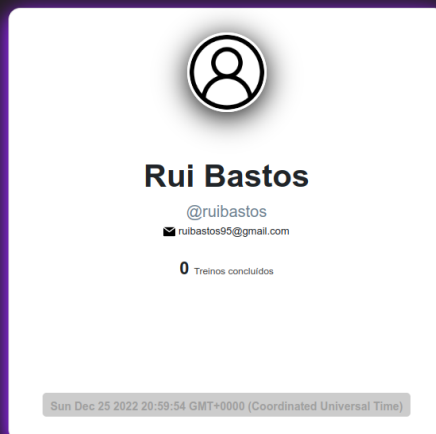 Rui Bastos
@ruibastos
ruibastos95@gmail.com
0 Treinos concluídos
Sun Dec 25 2022 20:59:54 GMT+0000 (Coordinated Universal Time)